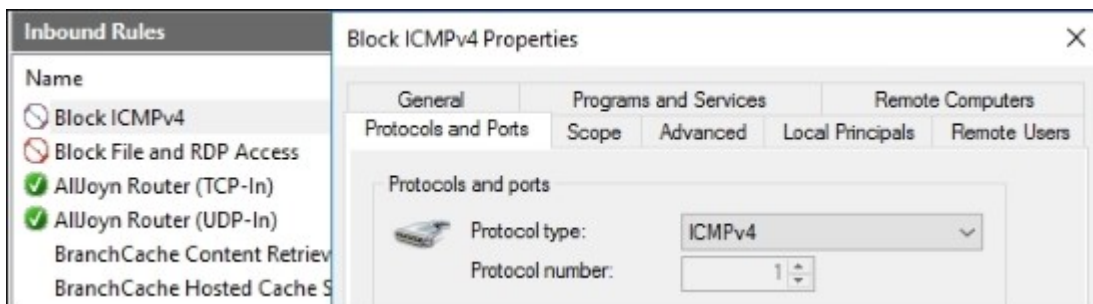 Inbound Rules
Name
Block ICMPv4
Block File and RDP Access
AllJoyn Router (TCP-In)
AllJoyn Router (UDP-In)
BranchCache Content Retriev
BranchCache Hosted Cache S
Block ICMPv4 Properties
General Programs and Services Remote Computers
Protocols and Ports Scope Advanced Local Principals Remote Users
Protocols and ports
Protocol type: ICMPv4
Protocol number: 1